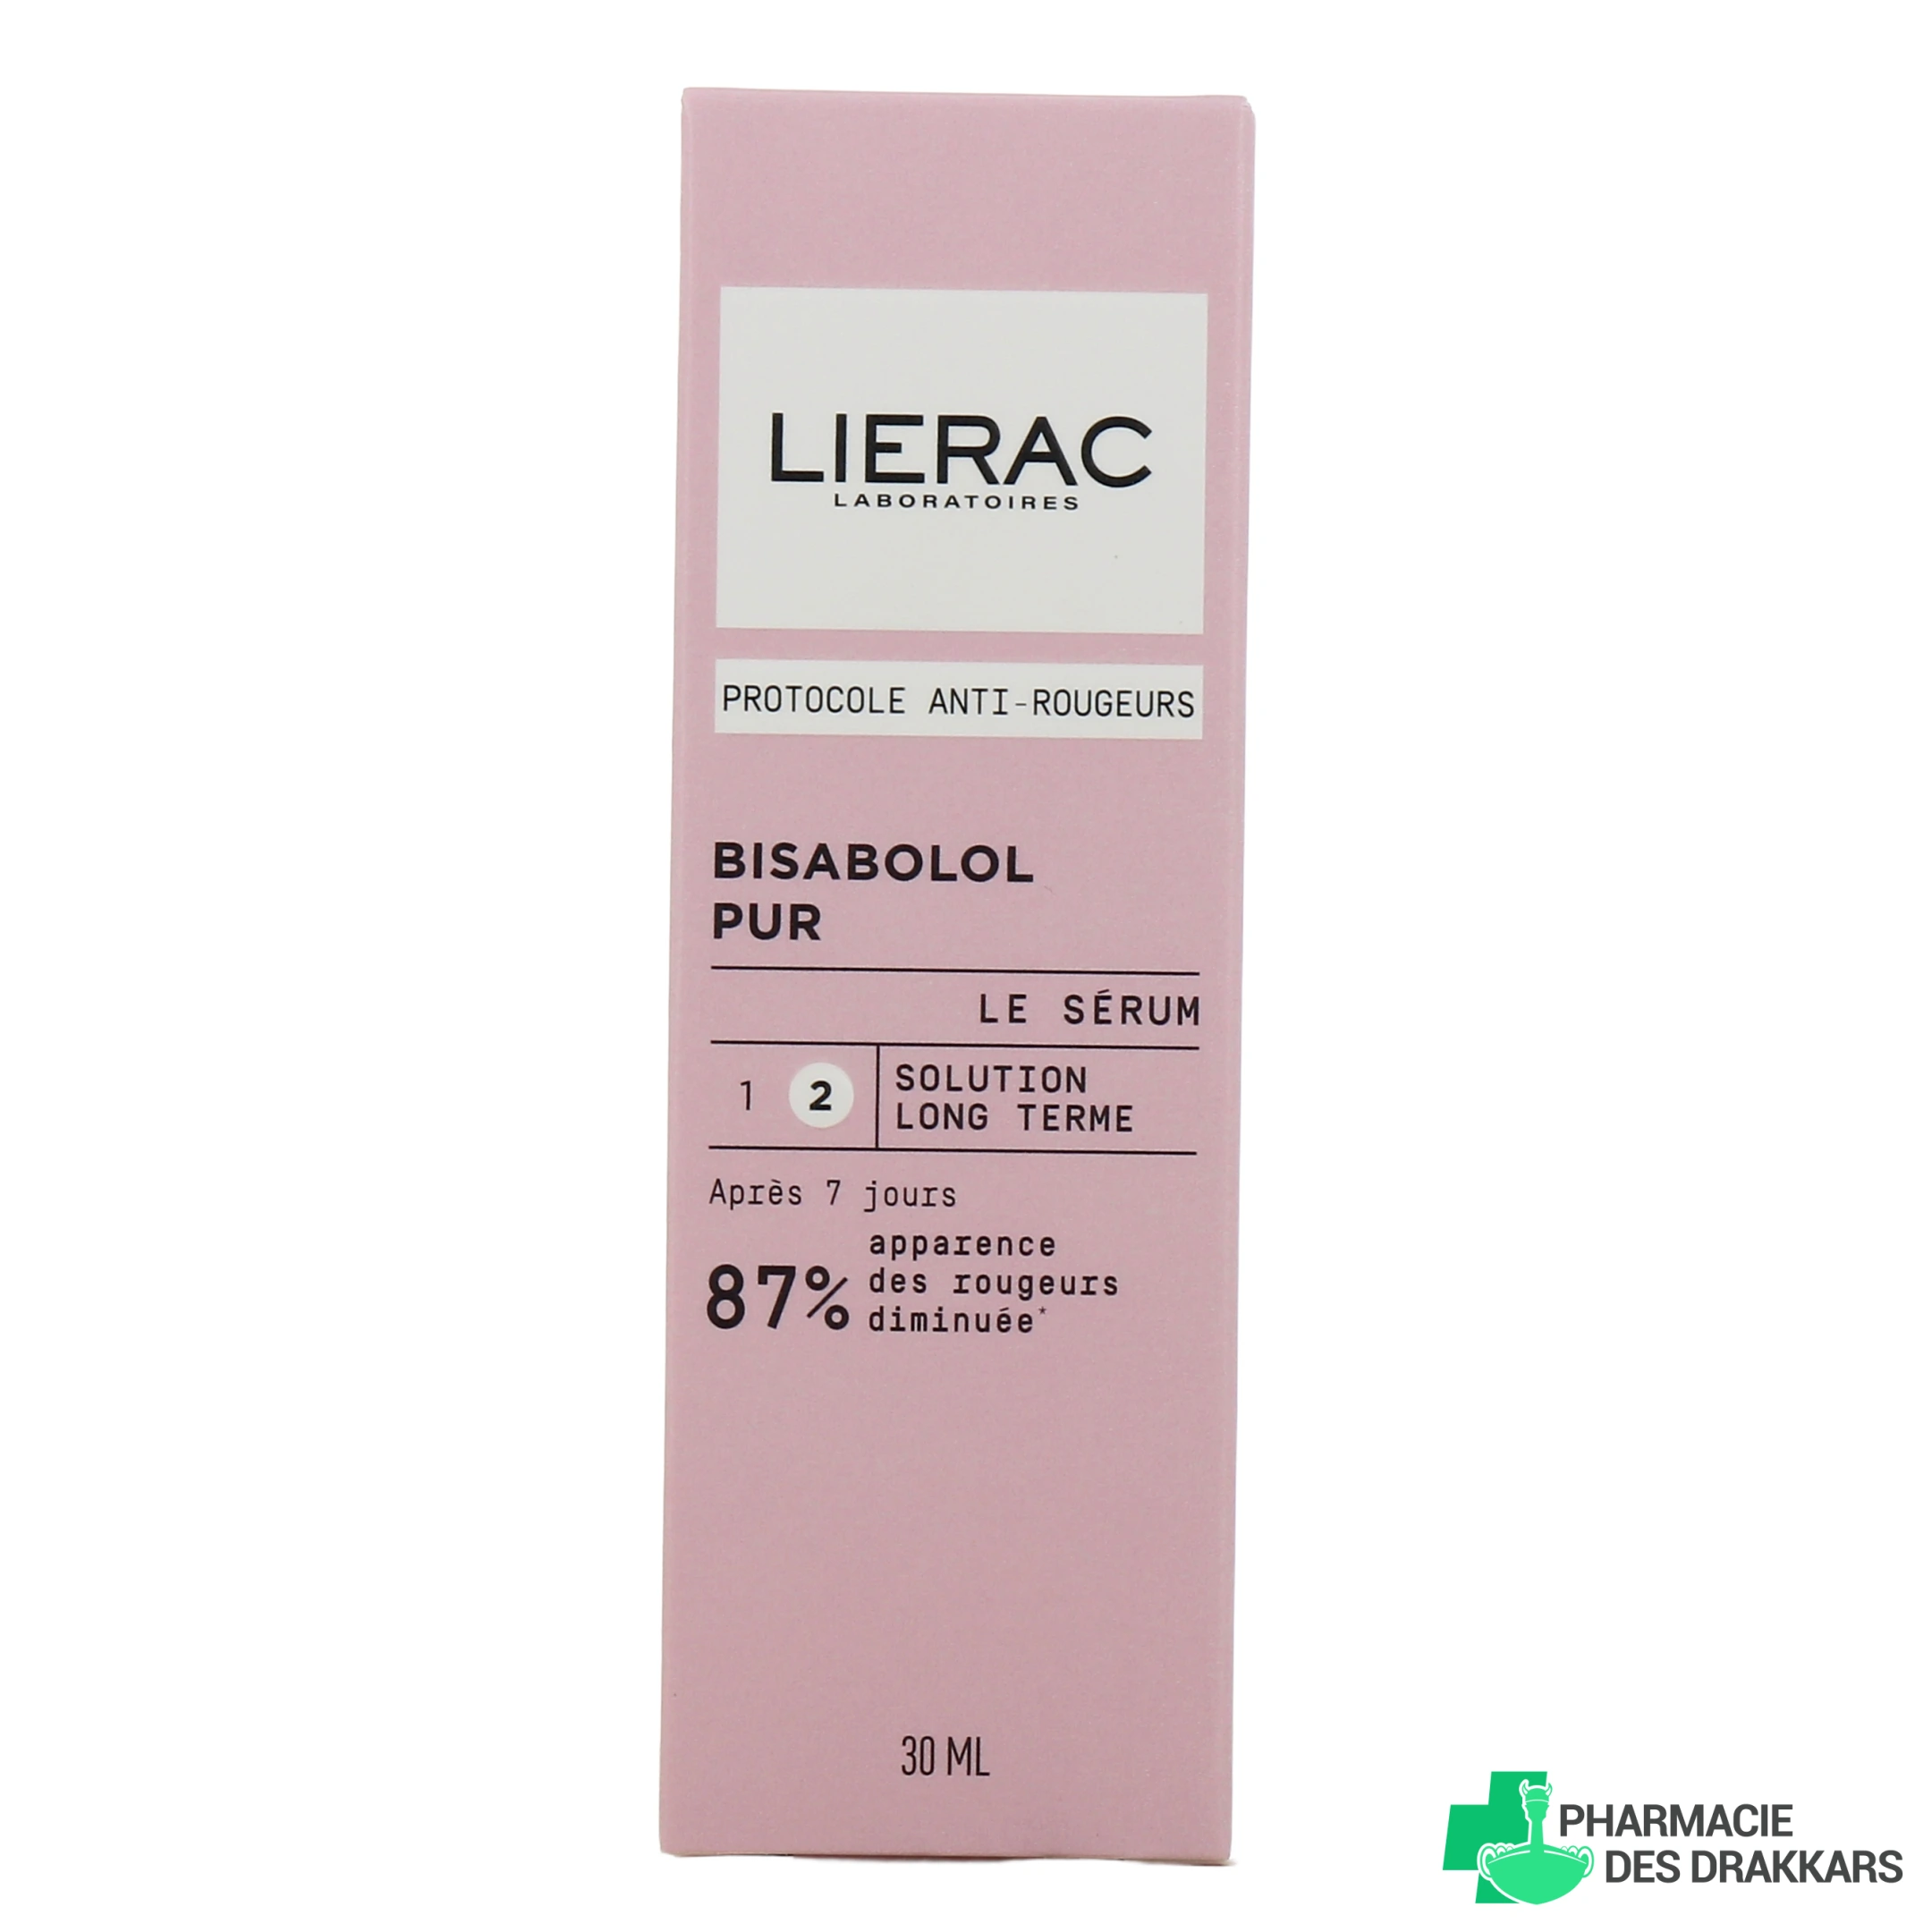 LIERAC
LABORATOIRES
PROTOCOLE ANTI-ROUGEURS
BISABOLOL
PUR
LE SÉRUM
1 2
SOLUTION
LONG TERME
Après 7 jours
87%
apparence
des rougeurs
diminuée*
30 ML
PHARMACIE
DES DRAKKARS